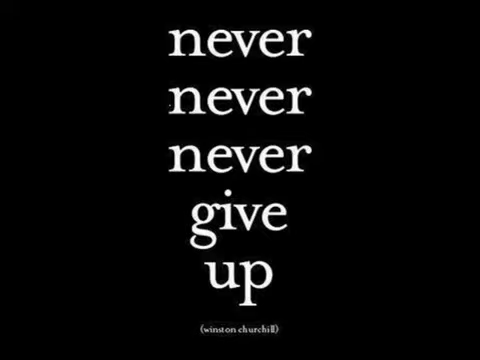 never
never
never
give
up
(winston churchill)